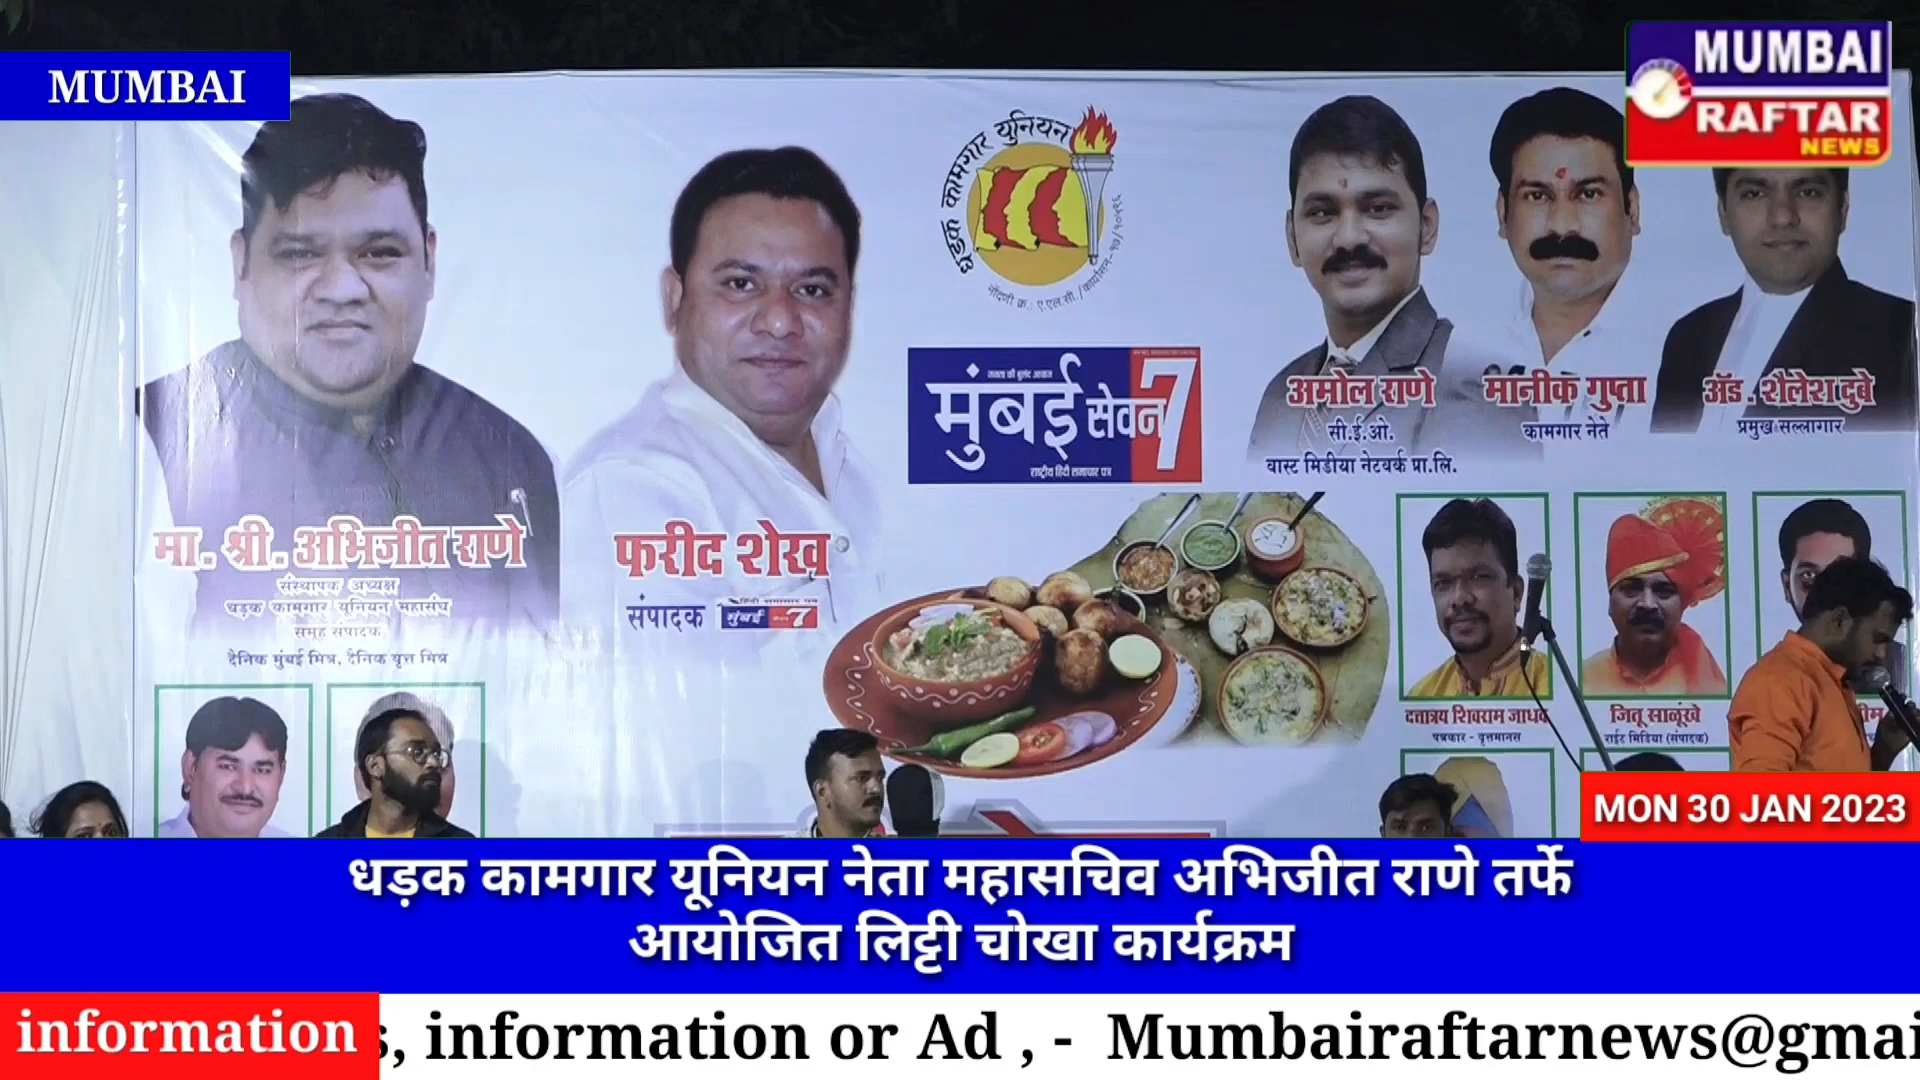 MUMBAI
MUMBAI
RAFTAR
NEWS
धड़क कामगार युनियन
मुंबई सेवन 7
राष्ट्रीय हिंदी समाचार पत्र
अमोल राणे
सी.ई.ओ.
वास्ट मिडीया नेटवर्क प्रा.लि.
मानीक गुप्ता
कामगार नेते
ॲड . शैलेश दुबे
प्रमुख सल्लागार
मा. श्री. अभिजीत राणे
संस्थापक अध्यक्ष
धड़क कामगार युनियन महासंघ
समूह संपादक
दैनिक मुंबई मित्र, दैनिक वृत्त मित्र
फरीद शेख
संपादक मुंबई सेवन 7
दत्तात्रय शिवराम जाधव
पत्रकार - वृत्तमानस
जितू साळूंखे
राईट मिडिया (संपादक)
MON 30 JAN 2023
धड़क कामगार यूनियन नेता महासचिव अभिजीत राणे तर्फे
आयोजित लिट्टी चोखा कार्यक्रम
information
s, information or Ad , - Mumbairaftarnews@gmai